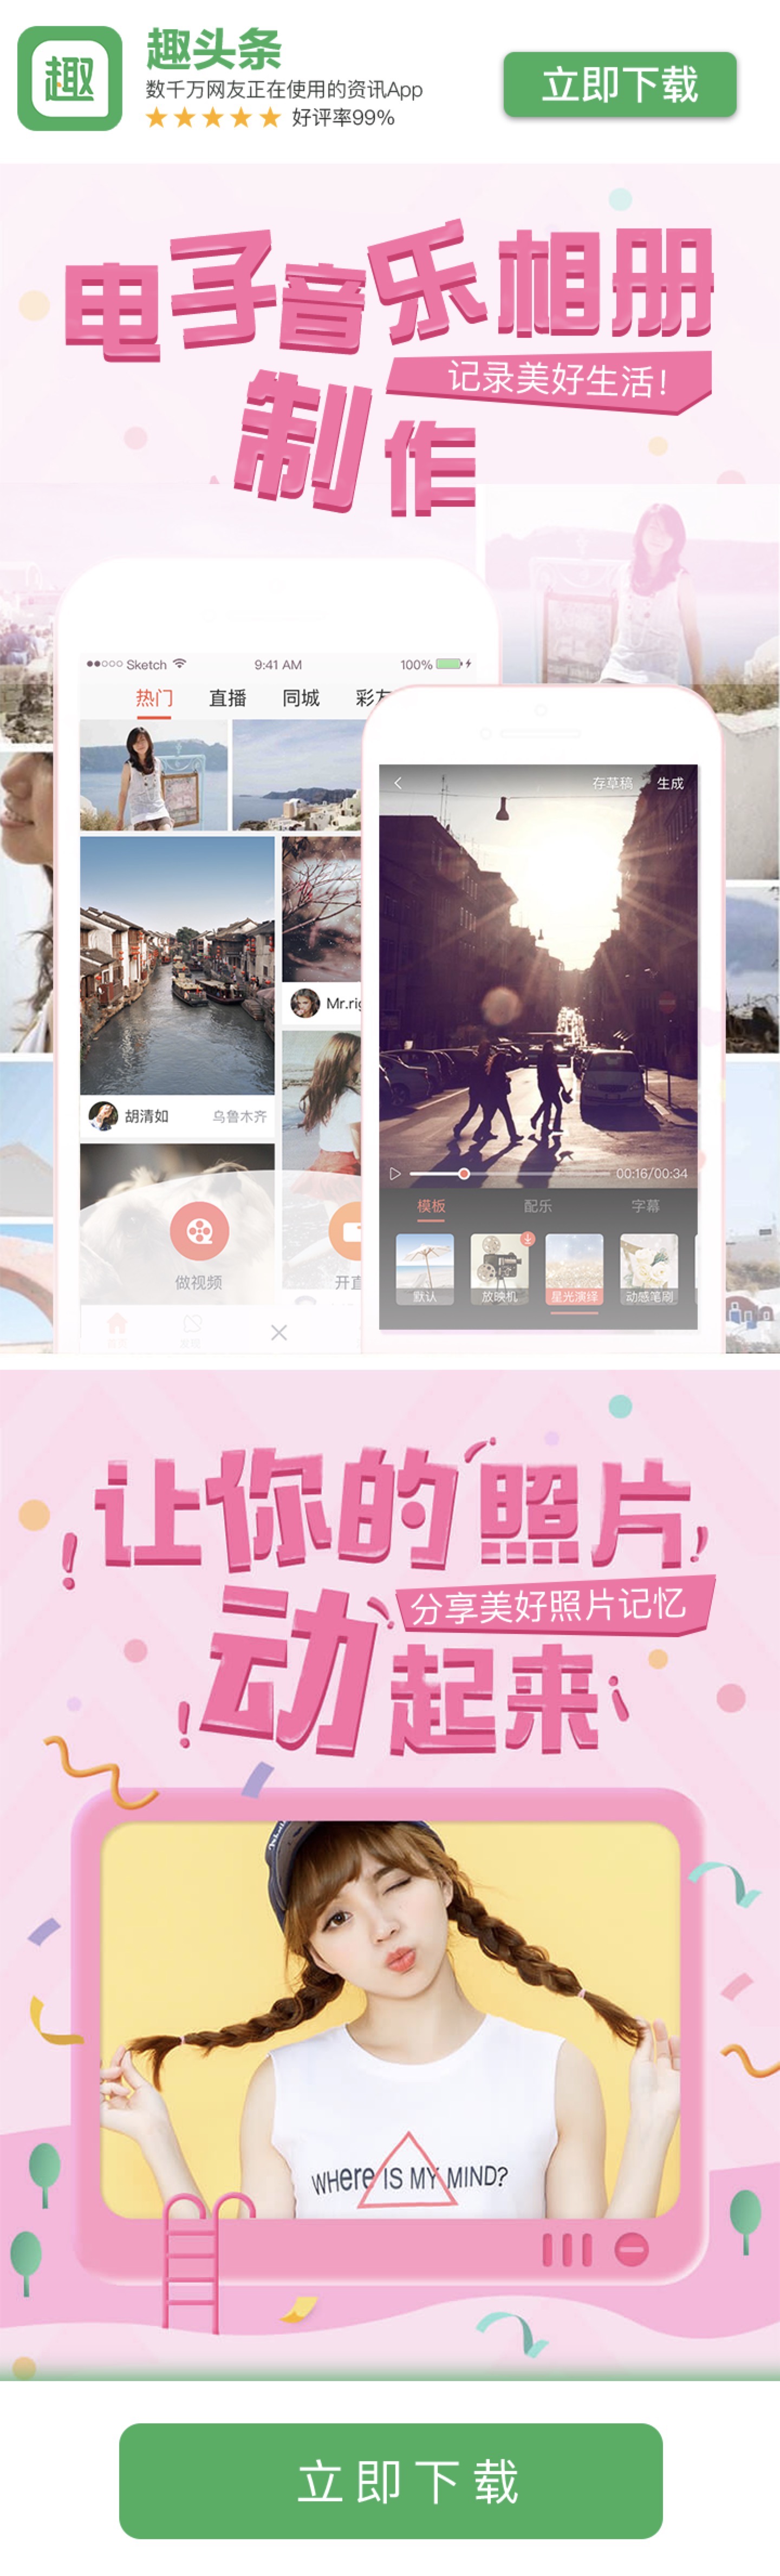 趣
趣头条
数千万网友正在使用的资讯App
好评率99%
立即下载
电子音乐相册
记录美好生活!
制作
Sketch 9:41 AM 100%
热门 直播 同城 彩友
Mr.rig
胡清如 乌鲁木齐
做视频 开直
存草稿 生成
00:16/00:34
模板 配乐 字幕
默认 放映机 星光演绎 动感笔刷
让你的照片
分享美好照片记忆
动起来
WHere IS MY MIND?
立即下载